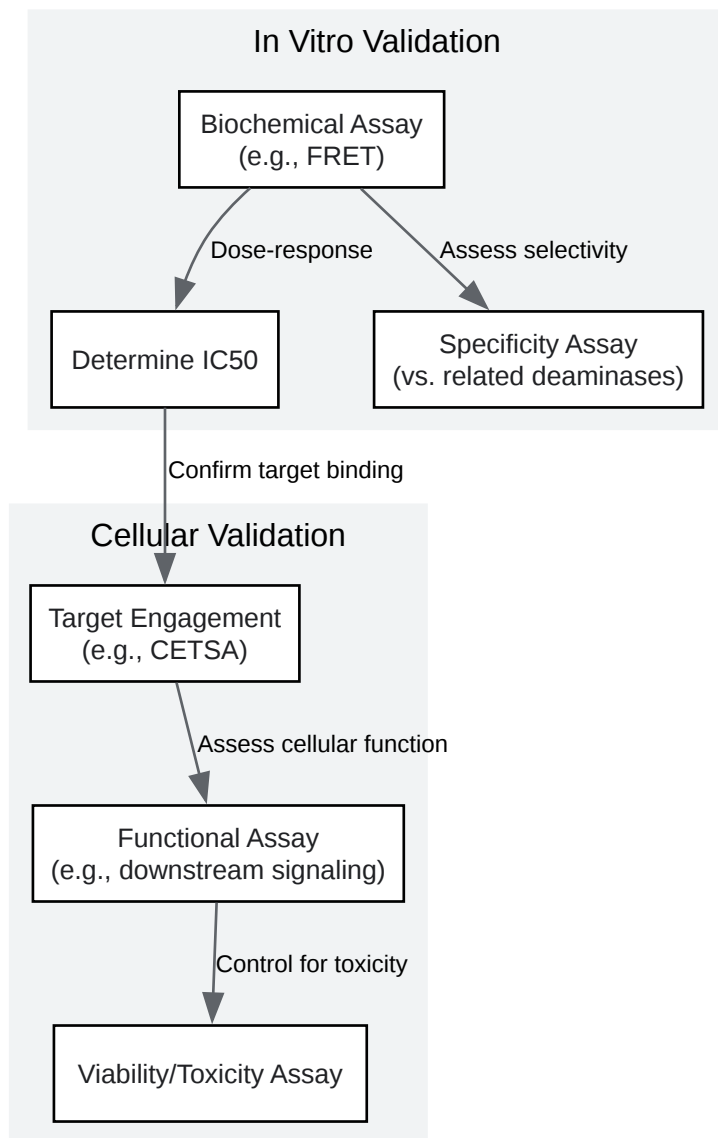 In Vitro Validation
Biochemical Assay
(e.g., FRET)
Dose-response
Assess selectivity
Determine IC50
Specificity Assay
(vs. related deaminases)
Confirm target binding
Cellular Validation
Target Engagement
(e.g., CETSA)
Assess cellular function
Functional Assay
(e.g., downstream signaling)
Control for toxicity
Viability/Toxicity Assay